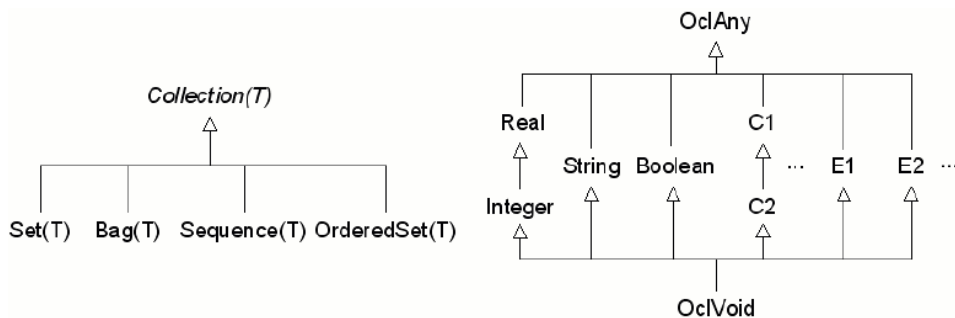 OclAny
Collection(T)
Real
C1
String
Boolean
...
E1
E2
...
Integer
C2
Set(T) Bag(T) Sequence(T) OrderedSet(T)
OclVoid